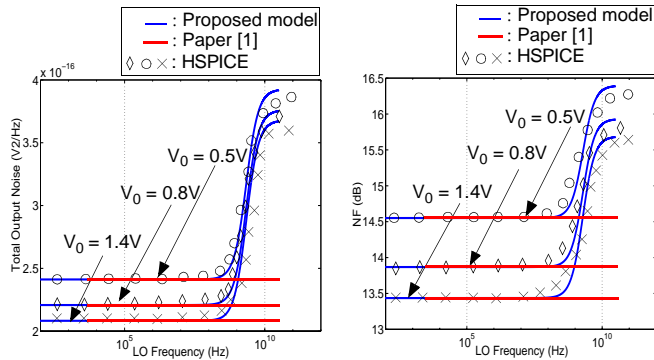 : Proposed model
: Paper [1]
: HSPICE
x 10⁻¹⁶
4
3.5
3
2.5
2
Total Output Noise (V2/Hz)
V₀ = 0.5V
V₀ = 0.8V
V₀ = 1.4V
10⁵
10¹⁰
LO Frequency (Hz)
: Proposed model
: Paper [1]
: HSPICE
16.5
16
15.5
15
14.5
14
13.5
13
NF (dB)
V₀ = 0.5V
V₀ = 0.8V
V₀ = 1.4V
10⁵
10¹⁰
LO Frequency (Hz)